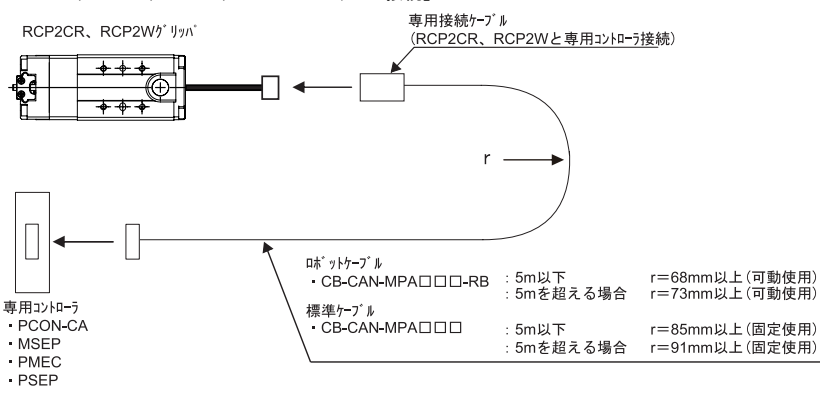 RCP2CR、RCP2Wｸﾞﾘｯﾊﾟ
専用接続ｹｰﾌﾞﾙ
(RCP2CR、RCP2Wと専用ｺﾝﾄﾛｰﾗ接続)
r
ﾛﾎﾞｯﾄｹｰﾌﾞﾙ
・CB-CAN-MPA□□□-RB ：5m以下 r＝68mm以上(可動使用)
：5mを超える場合 r＝73mm以上(可動使用)
標準ｹｰﾌﾞﾙ
・CB-CAN-MPA□□□ ：5m以下 r＝85mm以上(固定使用)
：5mを超える場合 r＝91mm以上(固定使用)
専用ｺﾝﾄﾛｰﾗ
・PCON-CA
・MSEP
・PMEC
・PSEP